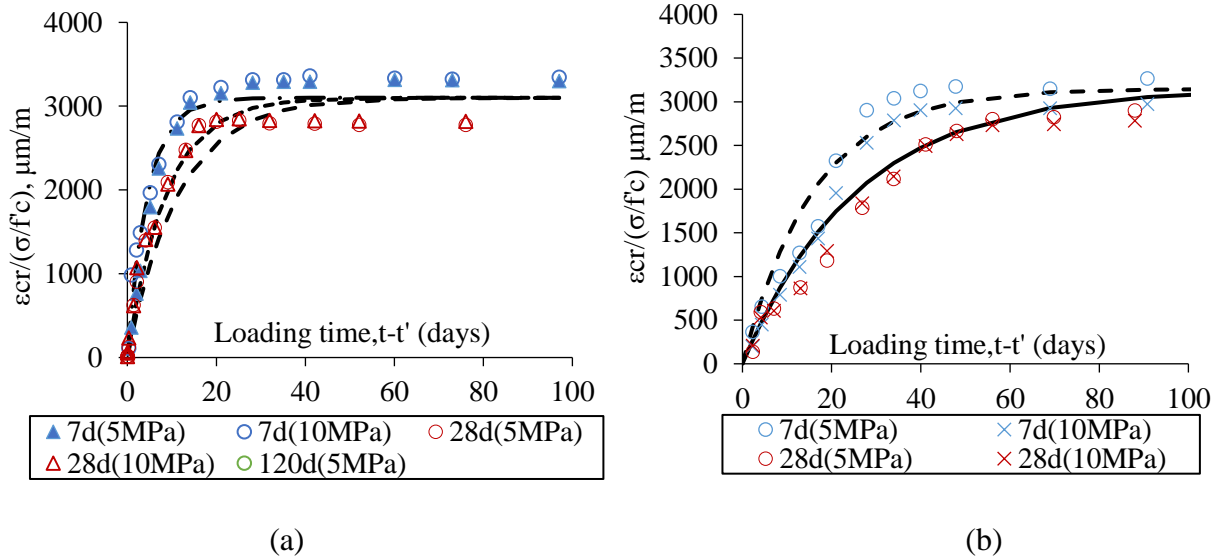 εcr/(σ/f'c), μm/m
4000
3000
2000
1000
0
0 20 40 60 80 100
Loading time,t-t' (days)
7d(5MPa) 7d(10MPa) 28d(5MPa)
28d(10MPa) 120d(5MPa)
(a)
εcr/(σ/f'c) μm/m
4000
3500
3000
2500
2000
1500
1000
500
0
0 20 40 60 80 100
Loading time,t-t' (days)
7d(5MPa) 7d(10MPa)
28d(5MPa) 28d(10MPa)
(b)